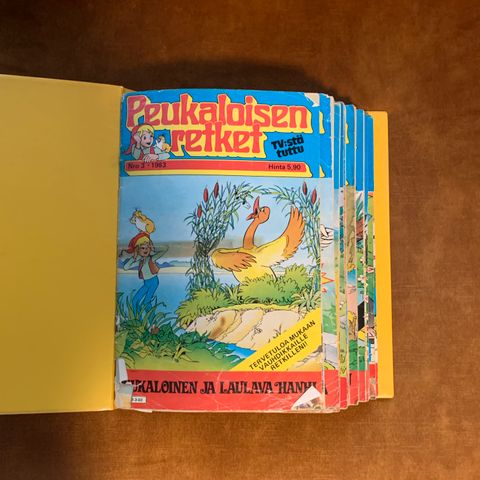 Peukaloisen
retket
TV:stä
tuttu
Nro 3 - 1983
Hinta 5,90
TERVETULOA MUKAAN
VAUHDIKKAILLE
RETKILLENI!
JA LAULAVA HANHI